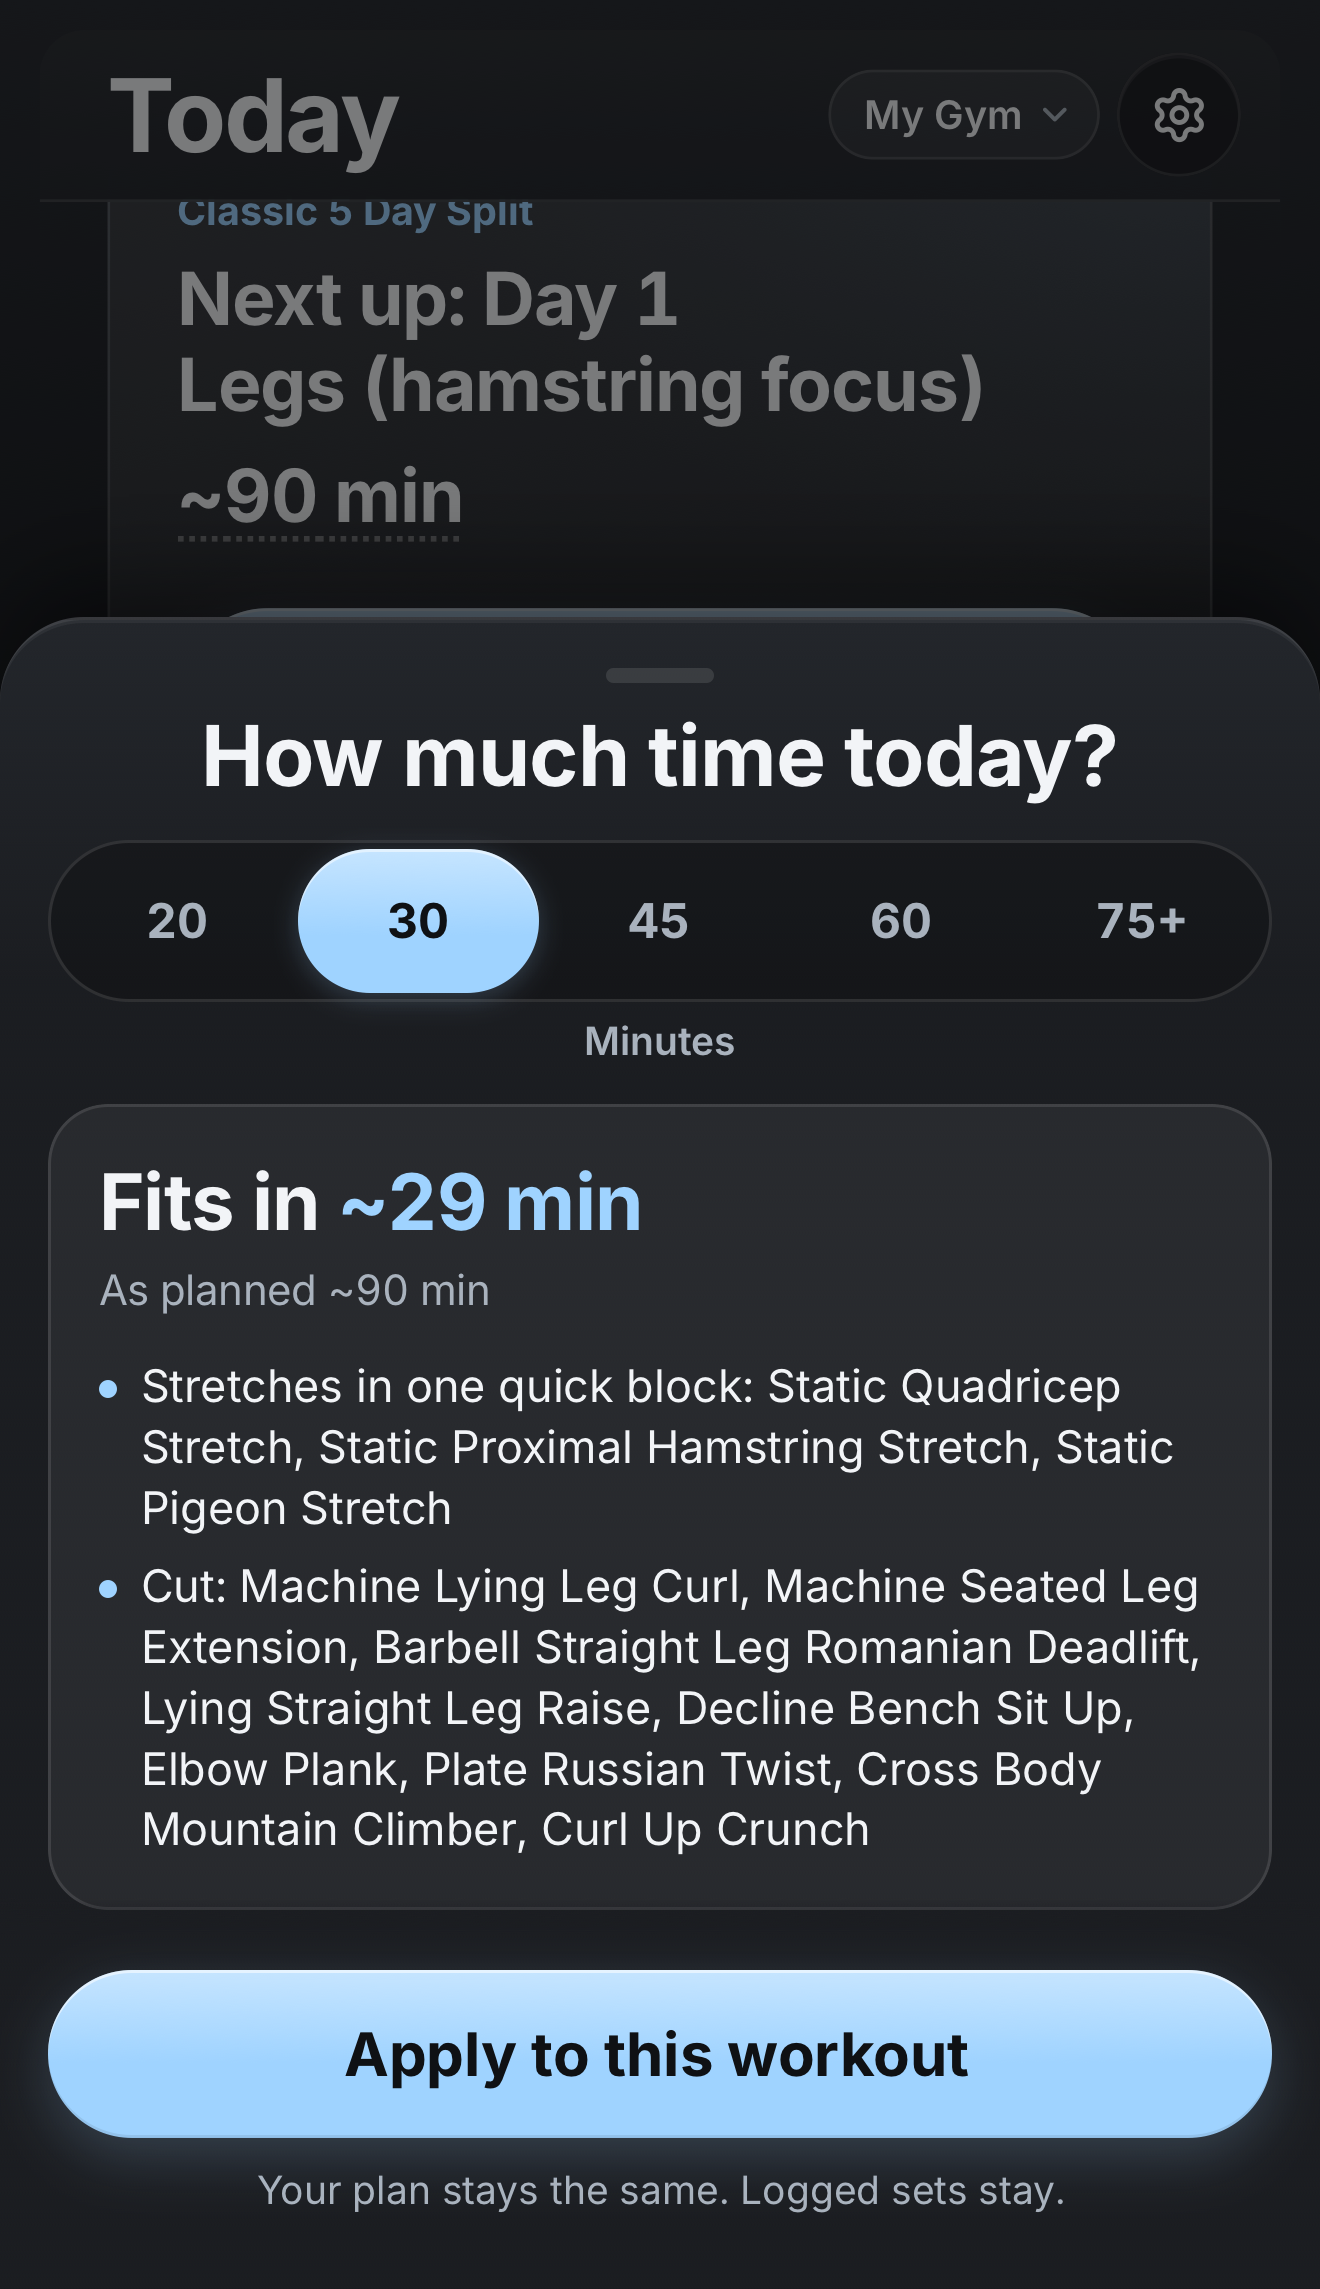 Today
My Gym
Classic 5 Day Split
Next up: Day 1
Legs (hamstring focus)
~90 min
How much time today?
20
30
45
60
75+
Minutes
Fits in ~29 min
As planned ~90 min
Stretches in one quick block: Static Quadricep
Stretch, Static Proximal Hamstring Stretch, Static
Pigeon Stretch
Cut: Machine Lying Leg Curl, Machine Seated Leg
Extension, Barbell Straight Leg Romanian Deadlift,
Lying Straight Leg Raise, Decline Bench Sit Up,
Elbow Plank, Plate Russian Twist, Cross Body
Mountain Climber, Curl Up Crunch
Apply to this workout
Your plan stays the same. Logged sets stay.